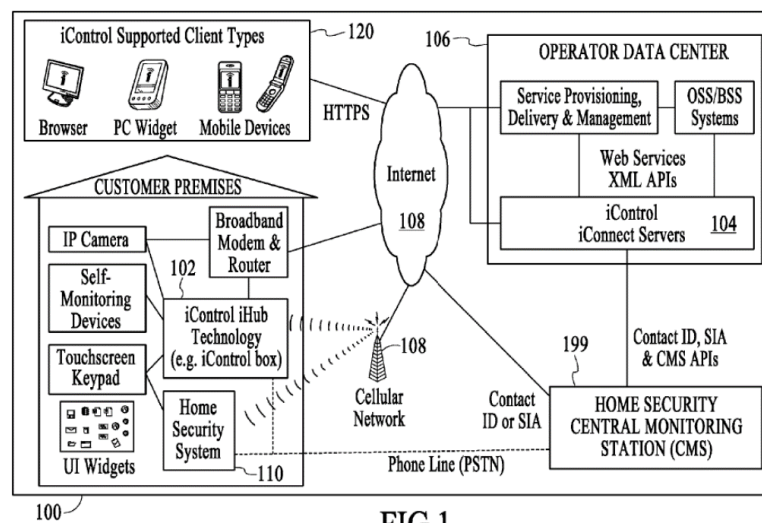 iControl Supported Client Types
120
Browser
PC Widget
Mobile Devices
HTTPS
106
OPERATOR DATA CENTER
Service Provisioning,
Delivery & Management
OSS/BSS
Systems
Web Services
XML APIs
iControl
iConnect Servers
104
Internet
108
CUSTOMER PREMISES
IP Camera
Broadband
Modem &
Router
Self-
Monitoring
Devices
102
iControl iHub
Technology
(e.g. iControl box)
Touchscreen
Keypad
UI Widgets
Home
Security
System
110
108
Cellular
Network
Contact ID, SIA
& CMS APIs
199
Contact
ID or SIA
HOME SECURITY
CENTRAL MONITORING
STATION (CMS)
Phone Line (PSTN)
100
FIG.1